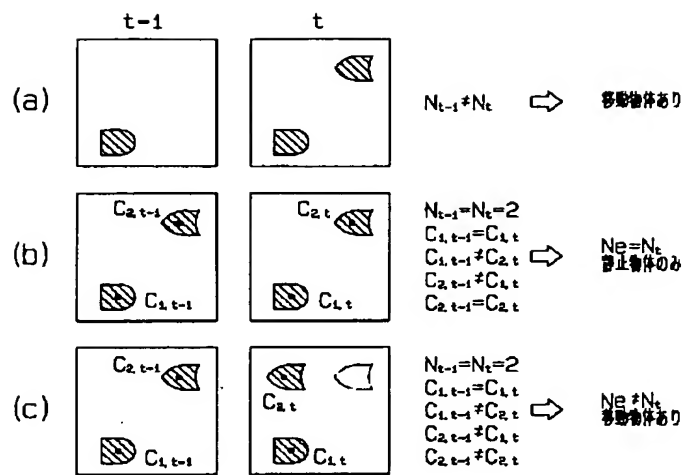 t-1 t
(a)
N_{t-1}≠N_t ⇨ 移動物体あり
(b)
C_{2,t-1}
C_{1,t-1}
C_{2,t}
C_{1,t}
N_{t-1}=N_t=2
C_{1,t-1}=C_{1,t}
C_{1,t-1}≠C_{2,t}
C_{2,t-1}≠C_{1,t}
C_{2,t-1}=C_{2,t}
⇨ Ne=N_t
静止物体のみ
(c)
C_{2,t-1}
C_{1,t-1}
C_{2,t}
C_{1,t}
N_{t-1}=N_t=2
C_{1,t-1}=C_{1,t}
C_{1,t-1}≠C_{2,t}
C_{2,t-1}≠C_{1,t}
C_{2,t-1}≠C_{2,t}
⇨ Ne≠N_t
移動物体あり